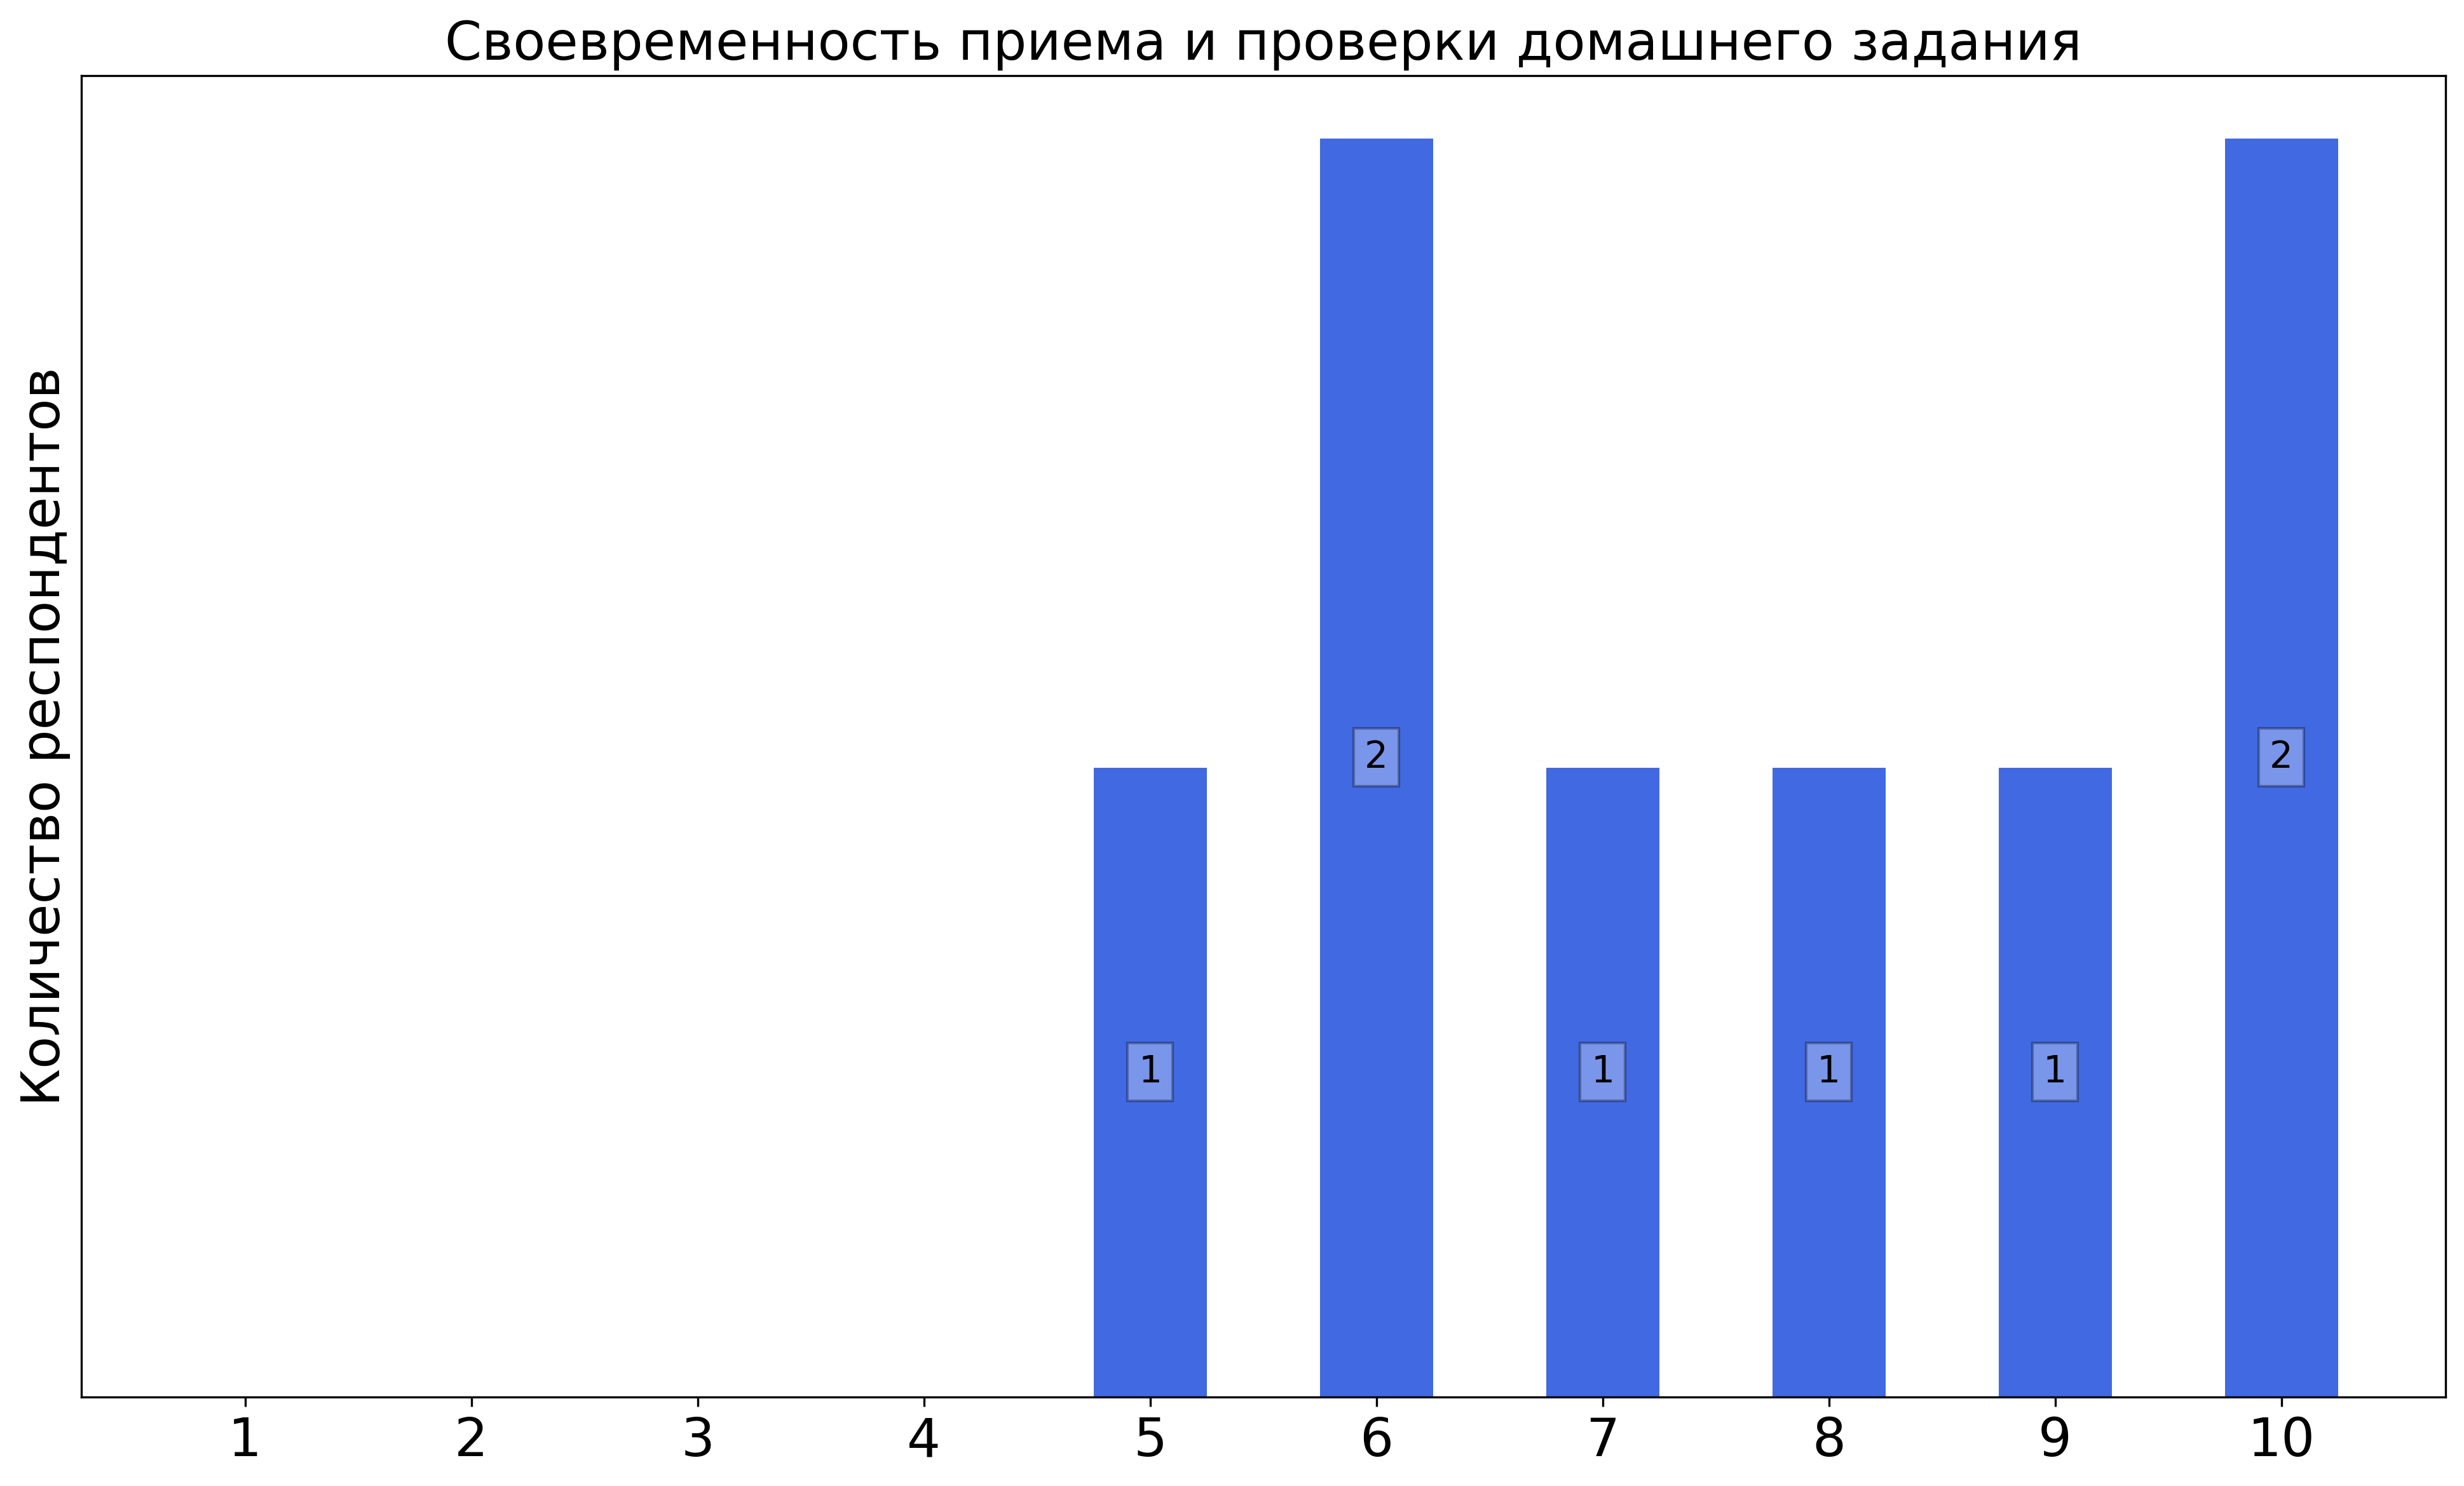 Своевременность приема и проверки домашнего задания
Количество респондентов
2 2
1 1 1 1
1 2 3 4 5 6 7 8 9 10